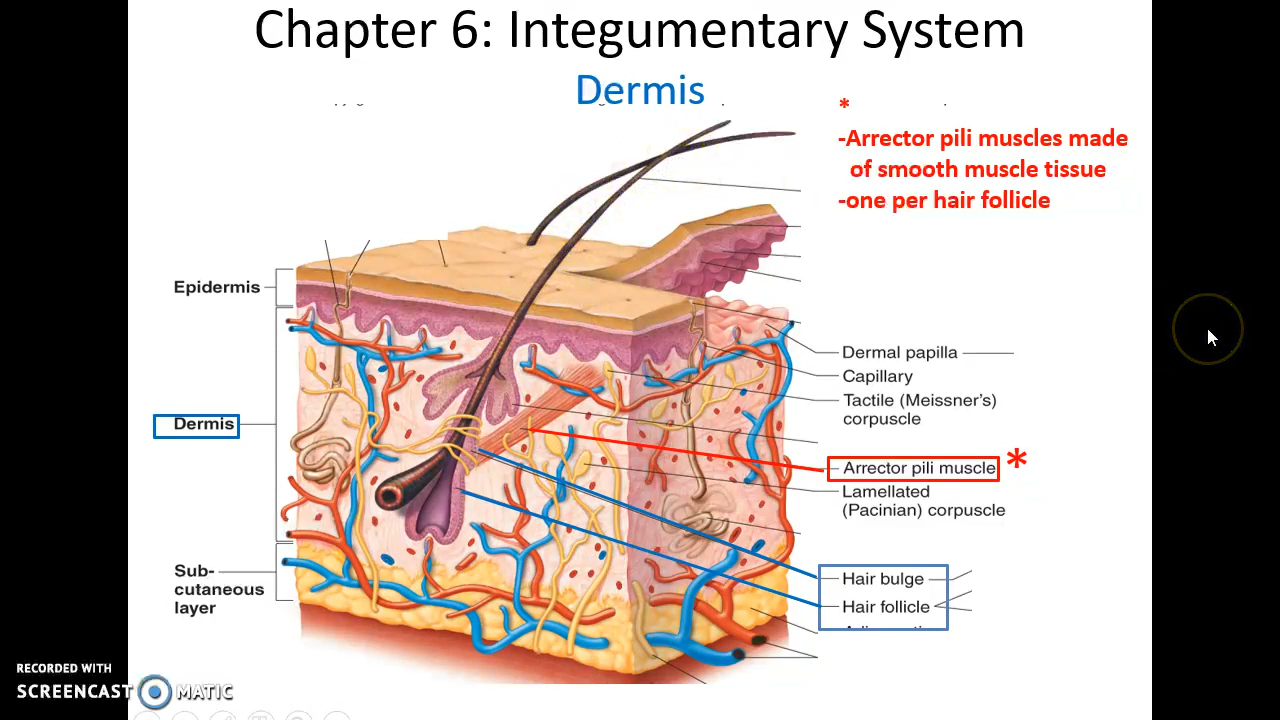 Chapter 6: Integumentary System
Dermis
*
-Arrector pili muscles made
of smooth muscle tissue
-one per hair follicle
Epidermis
Dermis
Sub-
cutaneous
layer
Dermal papilla
Capillary
Tactile (Meissner's)
corpuscle
Arrector pili muscle
*
Lamellated
(Pacinian) corpuscle
Hair bulge
Hair follicle
RECORDED WITH
SCREENCAST MATIC